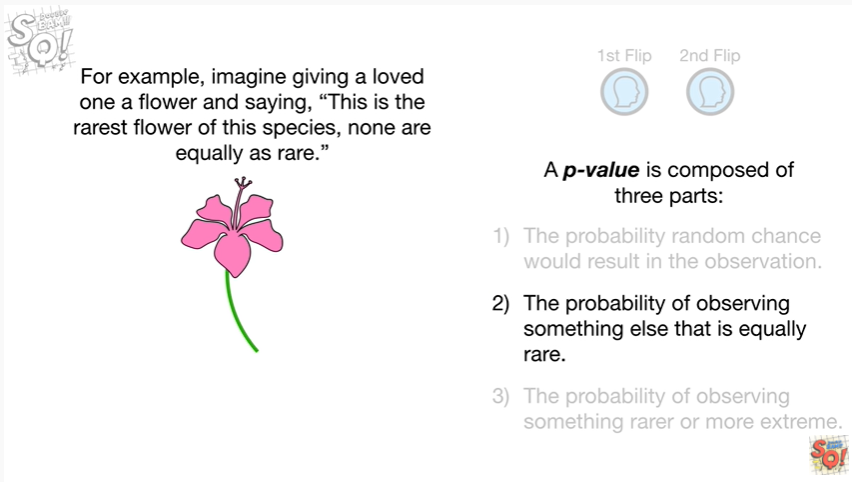 DOUBLE
BAM!!!
SQ!
For example, imagine giving a loved
one a flower and saying, “This is the
rarest flower of this species, none are
equally as rare.”
1st Flip 2nd Flip
A p-value is composed of
three parts:
1) The probability random chance
would result in the observation.
2) The probability of observing
something else that is equally
rare.
3) The probability of observing
something rarer or more extreme.
SQ!